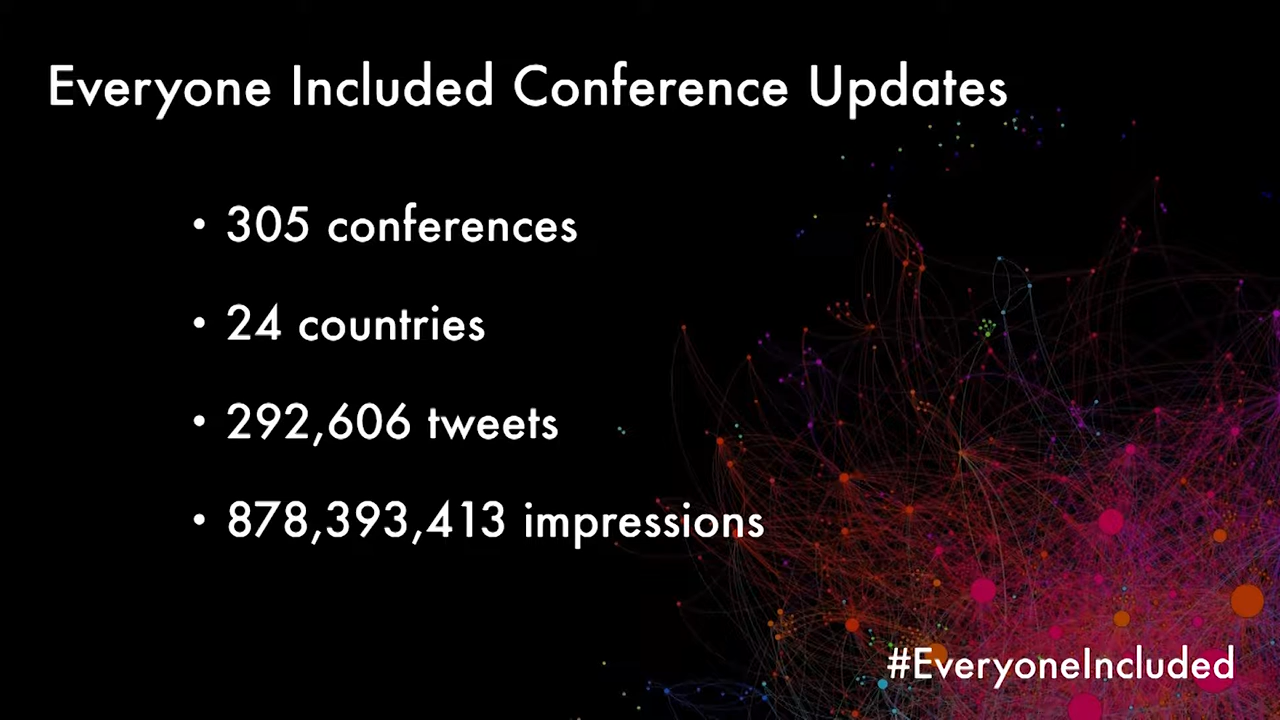 Everyone Included Conference Updates
• 305 conferences
• 24 countries
• 292,606 tweets
• 878,393,413 impressions
#EveryoneIncluded